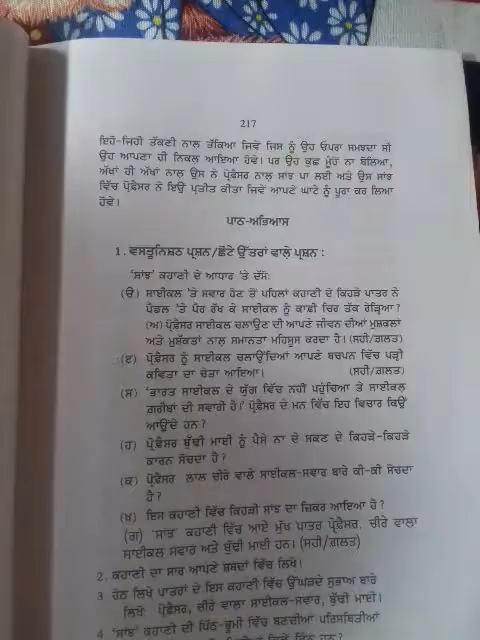 217
ਇਹੋ-ਜਿਹੀ ਤੱਕਣੀ ਨਾਲ ਤੱਕਿਆ ਜਿਵੇਂ ਜਿਸ ਨੂੰ ਉਹ ਓਪਰਾ ਸਮਝਦਾ ਸੀ
ਉਹ ਆਪਣਾ ਹੀ ਨਿਕਲ ਆਇਆ ਹੋਵੇ। ਪਰ ਉਹ ਕੁਝ ਮੂੰਹੋਂ ਨਾ ਬੋਲਿਆ,
ਅੱਖਾਂ ਹੀ ਅੱਖਾਂ ਨਾਲ ਉਸ ਨੇ ਪ੍ਰੋਫ਼ੈਸਰ ਨਾਲ ਸਾਂਝ ਪਾ ਲਈ ਅਤੇ ਉਸ ਸਾਂਝ
ਵਿੱਚ ਪ੍ਰੋਫ਼ੈਸਰ ਨੇ ਇਉਂ ਪ੍ਰਤੀਤ ਕੀਤਾ ਜਿਵੇਂ ਆਪਣੇ ਘਾਟੇ ਨੂੰ ਪੂਰਾ ਕਰ ਲਿਆ
ਹੋਵੇ।
ਪਾਠ-ਅਭਿਆਸ
1. ਵਸਤੂਨਿਸ਼ਠ ਪ੍ਰਸ਼ਨ/ਛੋਟੇ ਉੱਤਰਾਂ ਵਾਲੇ ਪ੍ਰਸ਼ਨ :
'ਸਾਂਝ' ਕਹਾਣੀ ਦੇ ਆਧਾਰ 'ਤੇ ਦੱਸੋ:
(ੳ) ਸਾਈਕਲ 'ਤੇ ਸਵਾਰ ਹੋਣ ਤੋਂ ਪਹਿਲਾਂ ਕਹਾਣੀ ਦੇ ਕਿਹੜੇ ਪਾਤਰ ਨੇ
ਪੈਡਲ 'ਤੇ ਪੈਰ ਰੱਖ ਕੇ ਸਾਈਕਲ ਨੂੰ ਕਾਫ਼ੀ ਚਿਰ ਤੱਕ ਰੇੜ੍ਹਿਆ ?
(ਅ) ਪ੍ਰੋਫ਼ੈਸਰ ਸਾਈਕਲ ਚਲਾਉਣ ਦੀ ਆਪਣੇ ਜੀਵਨ ਦੀਆਂ ਮੁਸ਼ਕਲਾਂ
ਅਤੇ ਮੁਸ਼ੱਕਤਾਂ ਨਾਲ ਸਮਾਨਤਾ ਮਹਿਸੂਸ ਕਰਦਾ ਹੈ। (ਸਹੀ/ਗ਼ਲਤ)
(ੲ) ਪ੍ਰੋਫ਼ੈਸਰ ਨੂੰ ਸਾਈਕਲ ਚਲਾਉਂਦਿਆਂ ਆਪਣੇ ਬਚਪਨ ਵਿੱਚ ਪੜ੍ਹੀ
ਕਵਿਤਾ ਦਾ ਚੇਤਾ ਆਇਆ। (ਸਹੀ/ਗ਼ਲਤ)
(ਸ) 'ਭਾਰਤ ਸਾਈਕਲ ਦੇ ਯੁੱਗ ਵਿੱਚ ਨਹੀਂ ਪਹੁੰਚਿਆ ਤੇ ਸਾਈਕਲ
ਗ਼ਰੀਬਾਂ ਦੀ ਸਵਾਰੀ ਹੈ।' ਪ੍ਰੋਫ਼ੈਸਰ ਦੇ ਮਨ ਵਿੱਚ ਇਹ ਵਿਚਾਰ ਕਿਉਂ
ਆਉਂਦੇ ਹਨ ?
(ਹ) ਪ੍ਰੋਫ਼ੈਸਰ ਬੁੱਢੀ ਮਾਈ ਨੂੰ ਪੈਸੇ ਨਾ ਦੇ ਸਕਣ ਦੇ ਕਿਹੜੇ-ਕਿਹੜੇ
ਕਾਰਨ ਸੋਚਦਾ ਹੈ ?
(ਕ) ਪ੍ਰੋਫ਼ੈਸਰ ਲਾਲ ਚੀਰੇ ਵਾਲੇ ਸਾਈਕਲ-ਸਵਾਰ ਬਾਰੇ ਕੀ-ਕੀ ਸੋਚਦਾ
ਹੈ ?
(ਖ) ਇਸ ਕਹਾਣੀ ਵਿੱਚ ਕਿਹੜੀ ਸਾਂਝ ਦਾ ਜ਼ਿਕਰ ਆਇਆ ਹੈ ?
(ਗ) 'ਸਾਂਝ' ਕਹਾਣੀ ਵਿੱਚ ਆਏ ਮੁੱਖ ਪਾਤਰ ਪ੍ਰੋਫ਼ੈਸਰ, ਚੀਰੇ ਵਾਲਾ
ਸਾਈਕਲ ਸਵਾਰ ਅਤੇ ਬੁੱਢੀ ਮਾਈ ਹਨ। (ਸਹੀ/ਗ਼ਲਤ)
2. ਕਹਾਣੀ ਦਾ ਸਾਰ ਆਪਣੇ ਸ਼ਬਦਾਂ ਵਿੱਚ ਲਿਖੋ।
3 ਹੇਠ ਲਿਖੇ ਪਾਤਰਾਂ ਦੇ ਇਸ ਕਹਾਣੀ ਵਿੱਚ ਉੱਘੜਦੇ ਸੁਭਾਅ ਬਾਰੇ
ਲਿਖੋ: ਪ੍ਰੋਫ਼ੈਸਰ, ਚੀਰੇ ਵਾਲਾ ਸਾਈਕਲ-ਸਵਾਰ, ਬੁੱਢੀ ਮਾਈ।
4 'ਸਾਂਝ' ਕਹਾਣੀ ਦੀ ਪਿੱਠ-ਭੂਮੀ ਵਿੱਚ ਬਣਦੀਆਂ ਪਰਿਸਥਿਤੀਆਂ